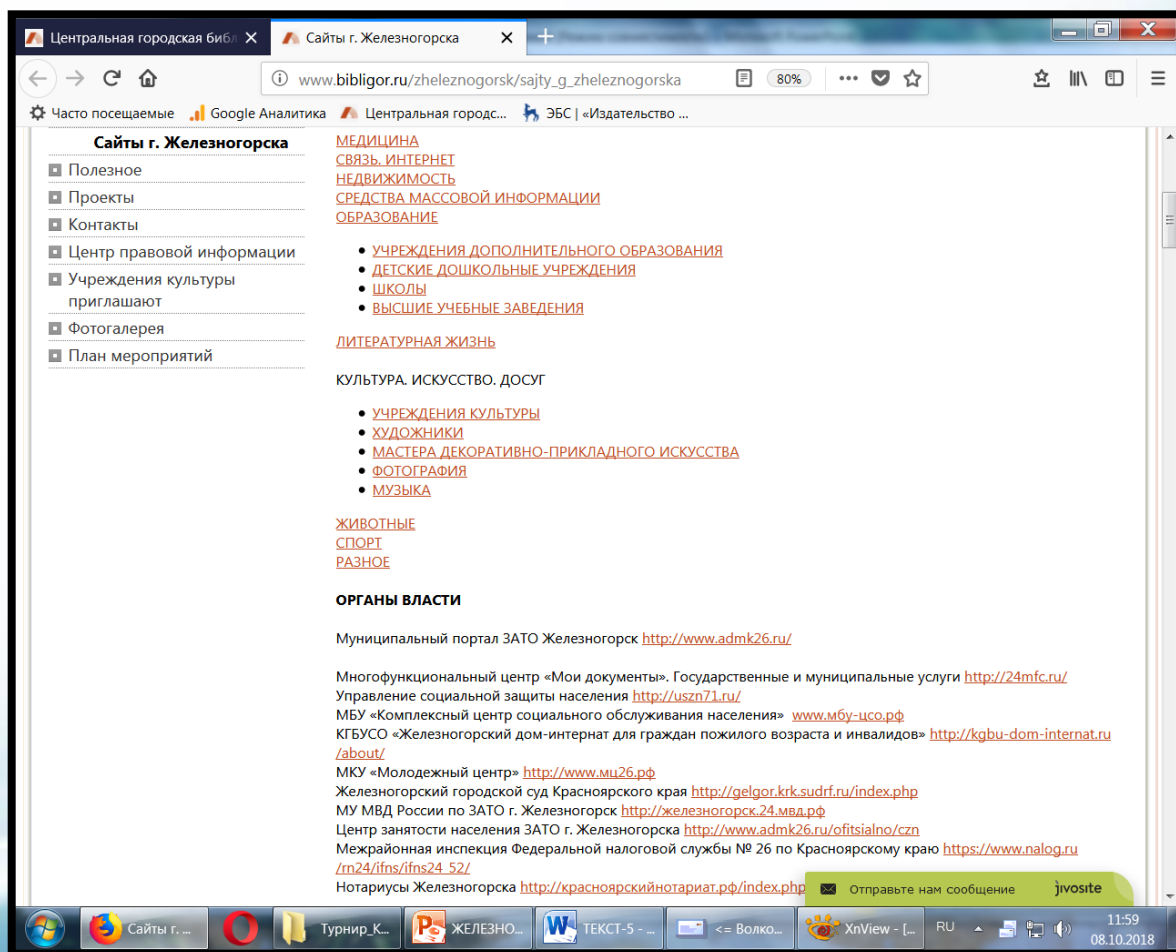 Центральная городская библ
Сайты г. Железногорска
www.bibligor.ru/zheleznogorsk/sajty_g_zheleznogorska
80%
Часто посещаемые
Google Аналитика
Центральная городс...
ЭБС | «Издательство ...
Сайты г. Железногорска
Полезное
Проекты
Контакты
Центр правовой информации
Учреждения культуры
приглашают
Фотогалерея
План мероприятий
МЕДИЦИНА
СВЯЗЬ. ИНТЕРНЕТ
НЕДВИЖИМОСТЬ
СРЕДСТВА МАССОВОЙ ИНФОРМАЦИИ
ОБРАЗОВАНИЕ
УЧРЕЖДЕНИЯ ДОПОЛНИТЕЛЬНОГО ОБРАЗОВАНИЯ
ДЕТСКИЕ ДОШКОЛЬНЫЕ УЧРЕЖДЕНИЯ
ШКОЛЫ
ВЫСШИЕ УЧЕБНЫЕ ЗАВЕДЕНИЯ
ЛИТЕРАТУРНАЯ ЖИЗНЬ
КУЛЬТУРА. ИСКУССТВО. ДОСУГ
УЧРЕЖДЕНИЯ КУЛЬТУРЫ
ХУДОЖНИКИ
МАСТЕРА ДЕКОРАТИВНО-ПРИКЛАДНОГО ИСКУССТВА
ФОТОГРАФИЯ
МУЗЫКА
ЖИВОТНЫЕ
СПОРТ
РАЗНОЕ
ОРГАНЫ ВЛАСТИ
Муниципальный портал ЗАТО Железногорск http://www.admk26.ru/
Многофункциональный центр «Мои документы». Государственные и муниципальные услуги http://24mfc.ru/
Управление социальной защиты населения http://uszn71.ru/
МБУ «Комплексный центр социального обслуживания населения» www.мбу-цсо.рф
КГБУСО «Железногорский дом-интернат для граждан пожилого возраста и инвалидов» http://kgbu-dom-internat.ru
/about/
МКУ «Молодежный центр» http://www.мц26.рф
Железногорский городской суд Красноярского края http://gelgor.krk.sudrf.ru/index.php
МУ МВД России по ЗАТО г. Железногорск http://железногорск.24.мвд.рф
Центр занятости населения ЗАТО г. Железногорска http://www.admk26.ru/ofitsialno/czn
Межрайонная инспекция Федеральной налоговой службы № 26 по Красноярскому краю https://www.nalog.ru
/rn24/ifns/ifns24_52/
Нотариусы Железногорска http://красноярскийнотариат.рф/index.php
Отправьте нам сообщение
jivosite
Сайты г. ...
Турнир_К...
ЖЕЛЕЗНО...
ТЕКСТ-5 - ...
<= Волко...
XnView - [...
RU
11:59
08.10.2018